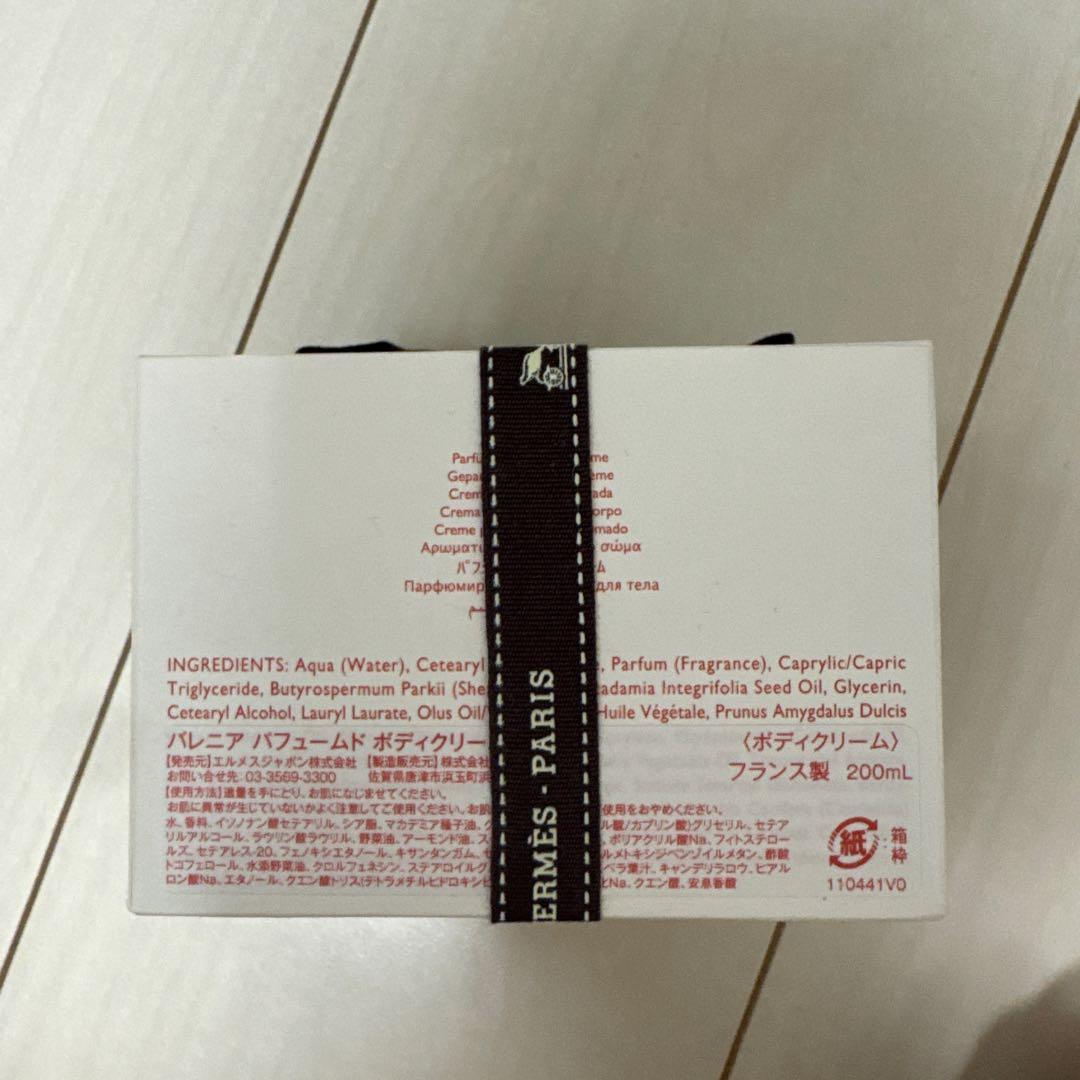 Parfu me
Gepa eme
Crem ada
Crema orpo
Creme p mado
Αρωματι σώμα
パフ ム
Парфюмир для тела
INGREDIENTS: Aqua (Water), Cetearyl e, Parfum (Fragrance), Caprylic/Capric
Triglyceride, Butyrospermum Parkii (Shea cadamia Integrifolia Seed Oil, Glycerin,
Cetearyl Alcohol, Lauryl Laurate, Olus Oil/ Huile Végétale, Prunus Amygdalus Dulcis
バレニア パフュームド ボディクリー 〈ボディクリーム〉
【発売元】エルメスジャポン株式会社 【製造販売元】株式会社 フランス製 200mL
お問い合せ先:03-3569-3300 佐賀県唐津市浜玉町浜
【使用方法】適量を手にとり、お肌になじませてください。
お肌に異常が生じていないかよく注意してご使用ください。お肌 使用をおやめください。
水、香料、イソノナン酸セテアリル、シア脂、マカデミア種子油、 ル酸/カプリン酸)グリセリル、セテア
リルアルコール、ラウリン酸ラウリル、野菜油、アーモンド油、ス ポリアクリル酸Na、フィトステロー
ルズ、セテアレス-20、フェノキシエタノール、キサンタンガム、セ ルメトキシジベンゾイルメタン、酢酸
トコフェロール、水添野菜油、クロルフェネシン、ステアロイルグ ベラ葉汁、キャンデリラロウ、ヒアル
ロン酸Na、エタノール、クエン酸トリス(テトラメチルヒドロキシピ Na、クエン酸、安息香酸
紙 箱 枠
110441V0
ERMÈS·PARIS